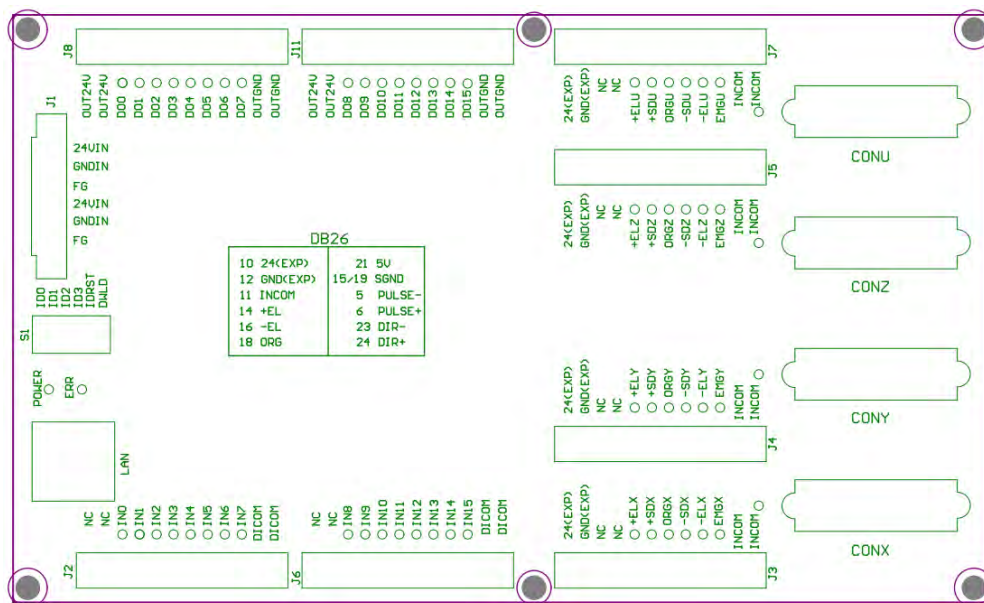 J8
J11
J7
OUT24V OUT24V DO0 DO1 DO2 DO3 DO4 DO5 DO6 DO7 OUTGND OUTGND
OUT24V OUT24V DO8 DO9 DO10 DO11 DO12 DO13 DO14 DO15 OUTGND OUTGND
24(EXP) GND(EXP) NC NC +ELU +SDU ORGU -SDU -ELU EMGU INCOM INCOM
CONU
J1
24VIN
GNDIN
FG
24VIN
GNDIN
FG
J5
24(EXP) GND(EXP) NC NC +ELZ +SDZ ORGZ -SDZ -ELZ EMGZ INCOM INCOM
CONZ
DB26
10 24(EXP) 21 5V
12 GND(EXP) 15/19 SGND
11 INCOM 5 PULSE-
14 +EL 6 PULSE+
16 -EL 23 DIR-
18 ORG 24 DIR+
ID0 ID1 ID2 ID3 IDRST DWLD
S1
POWER ERR
LAN
24(EXP) GND(EXP) NC NC +ELY +SDY ORGY -SDY -ELY EMGY INCOM INCOM
J4
CONY
NC NC IN0 IN1 IN2 IN3 IN4 IN5 IN6 IN7 DICOM DICOM
NC NC IN8 IN9 IN10 IN11 IN12 IN13 IN14 IN15 DICOM DICOM
24(EXP) GND(EXP) NC NC +ELX +SDX ORGX -SDX -ELX EMGX INCOM INCOM
CONX
J2
J6
J3